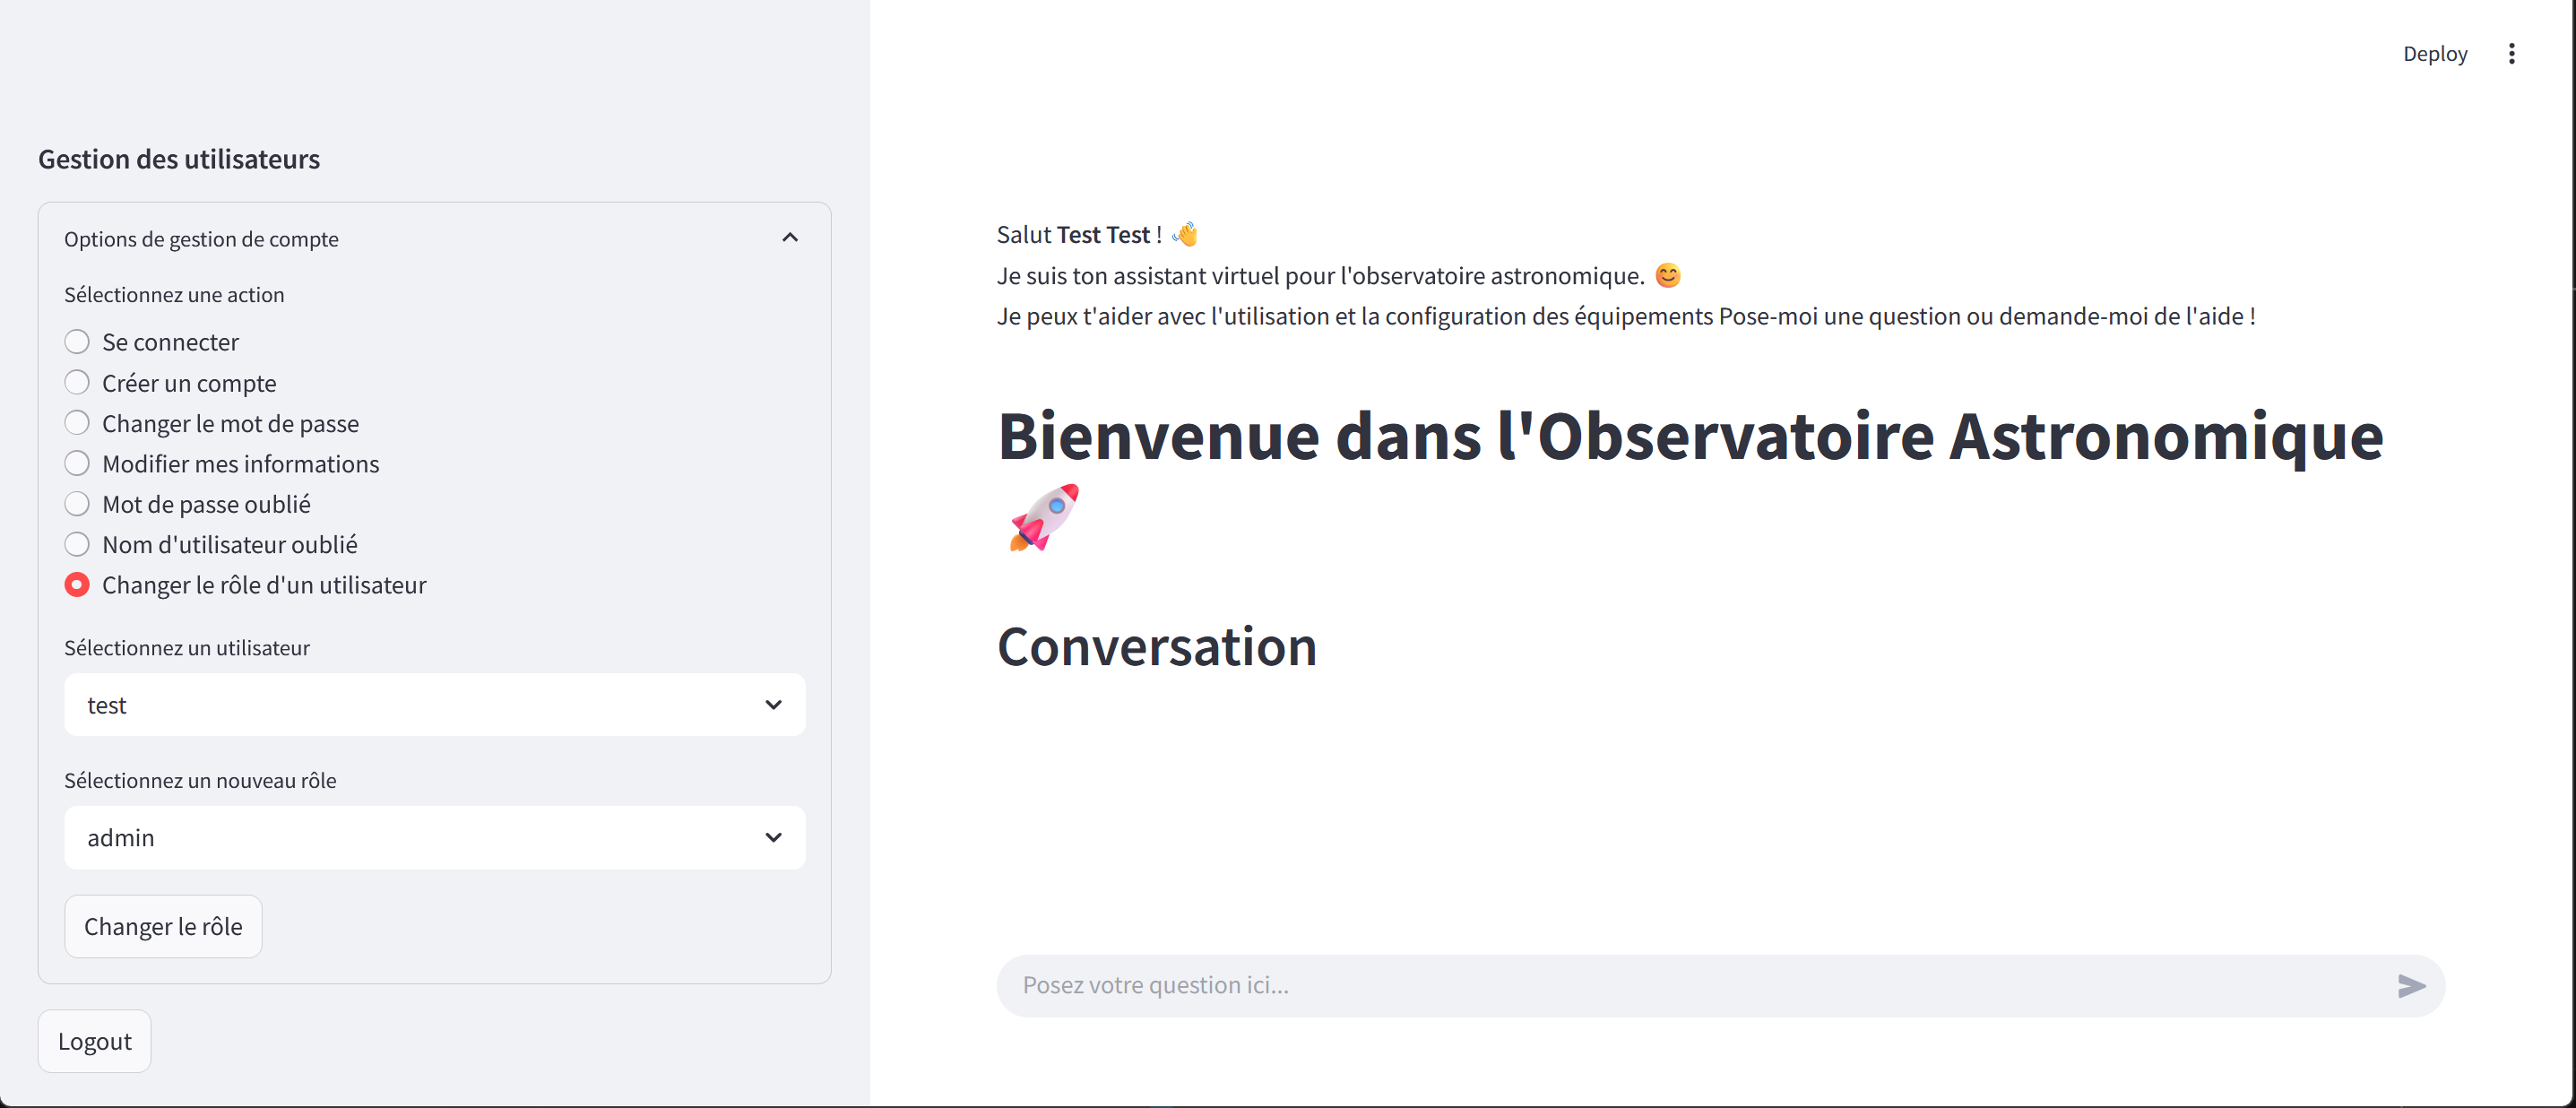 Deploy
Gestion des utilisateurs
Options de gestion de compte
Sélectionnez une action
Se connecter
Créer un compte
Changer le mot de passe
Modifier mes informations
Mot de passe oublié
Nom d'utilisateur oublié
Changer le rôle d'un utilisateur
Sélectionnez un utilisateur
test
Sélectionnez un nouveau rôle
admin
Changer le rôle
Logout
Salut Test Test ! 👋
Je suis ton assistant virtuel pour l'observatoire astronomique. 😊
Je peux t'aider avec l'utilisation et la configuration des équipements Pose-moi une question ou demande-moi de l'aide !
Bienvenue dans l'Observatoire Astronomique
🚀
Conversation
Posez votre question ici...